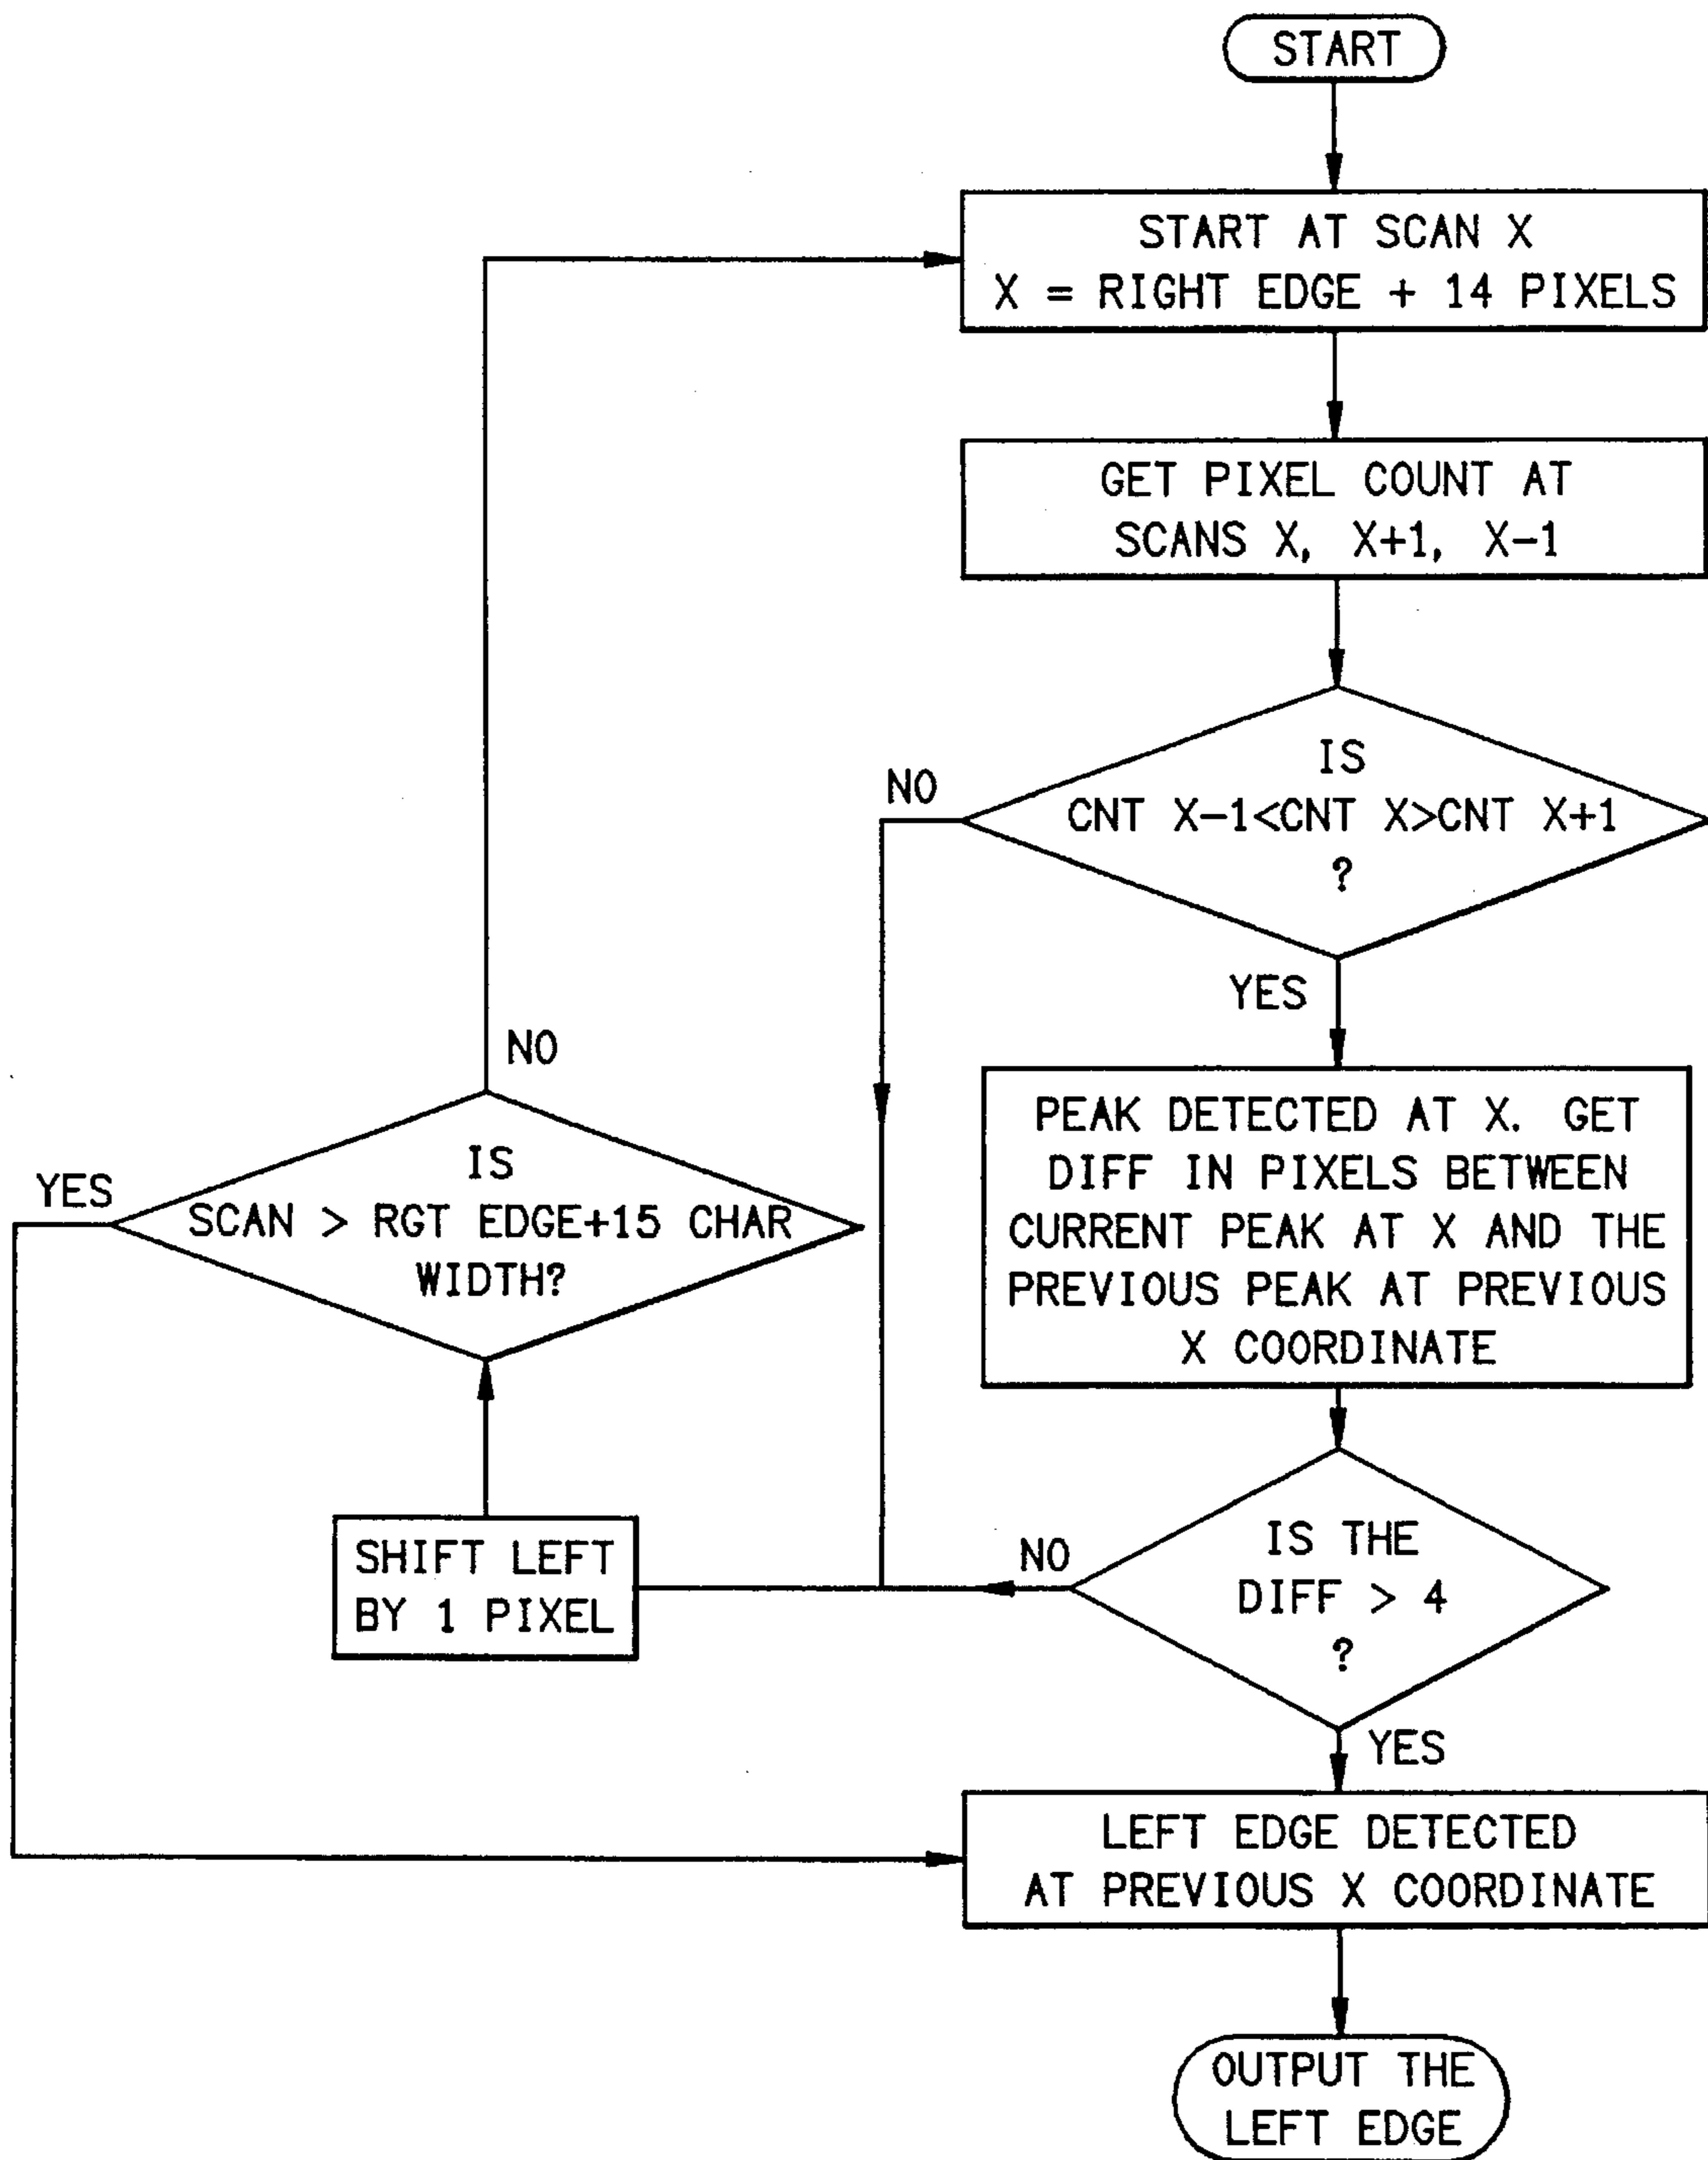 START
START AT SCAN X
X = RIGHT EDGE + 14 PIXELS
GET PIXEL COUNT AT
SCANS X, X+1, X-1
IS
CNT X-1<CNT X>CNT X+1
?
NO
YES
PEAK DETECTED AT X. GET
DIFF IN PIXELS BETWEEN
CURRENT PEAK AT X AND THE
PREVIOUS PEAK AT PREVIOUS
X COORDINATE
IS THE
DIFF > 4
?
NO
YES
SHIFT LEFT
BY 1 PIXEL
IS
SCAN > RGT EDGE+15 CHAR
WIDTH?
NO
YES
LEFT EDGE DETECTED
AT PREVIOUS X COORDINATE
OUTPUT THE
LEFT EDGE